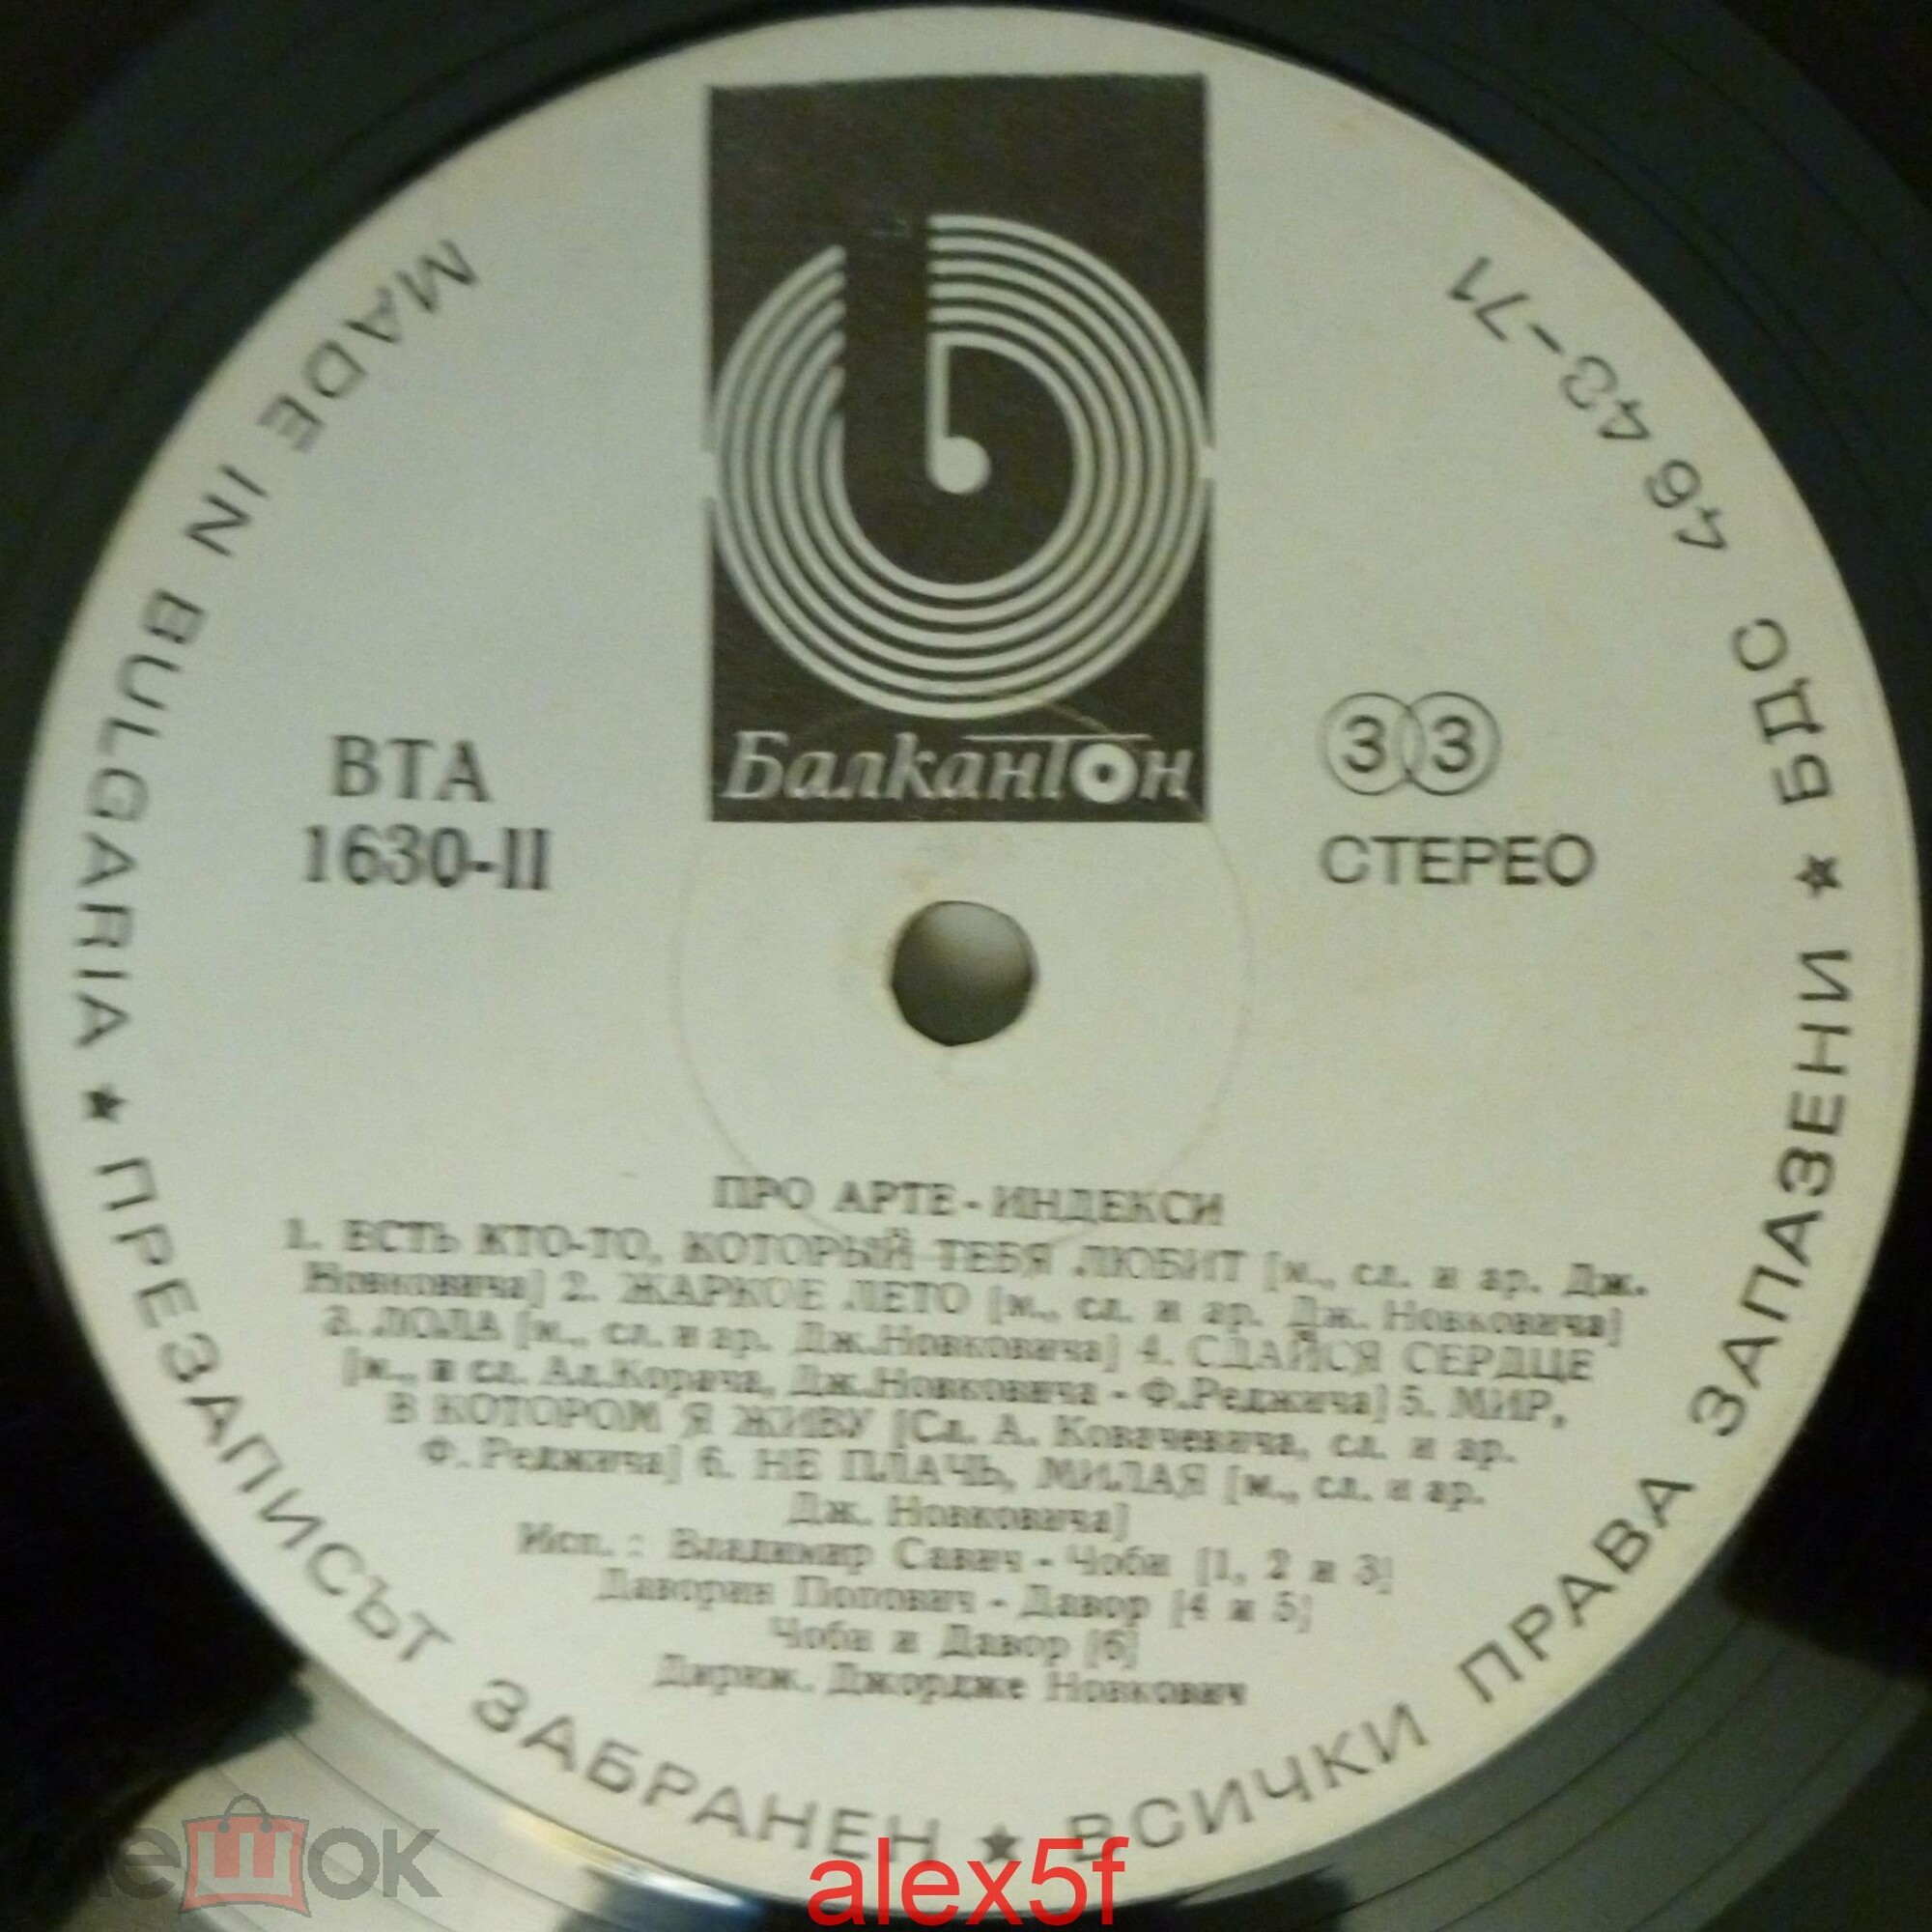 Балкантон
MADE IN BULGARIA ★ ПРЕЗАПИСЪТ ЗАБРАНЕН ★ ВСИЧКИ ПРАВА ЗАПАЗЕНИ ★ БДС 4643-71
ВТА
1630-II
33
СТЕРЕО
ПРО АРТЕ - ИНДЕКСИ
1. ЕСТЬ КТО-ТО, КОТОРЫЙ ТЕБЯ ЛЮБИТ [м., сл. и ар. Дж.
Новковича] 2. ЖАРКОЕ ЛЕТО [м., сл. и ар. Дж. Новковича]
3. ЛОЛА [м., сл. и ар. Дж.Новковича] 4. СДАЙСЯ СЕРДЦЕ
[м., и сл. Ал.Корача, Дж.Новковича - Ф.Реджича] 5. МИР,
В КОТОРОМ Я ЖИВУ [Сл. А. Ковачевича, сл. и ар.
Ф. Реджича] 6. НЕ ПЛАЧЬ, МИЛАЯ [м., сл. и ар.
Дж. Новковича]
Исп. : Владимир Савич - Чоби [1, 2 и 3]
Даворин Попович - Давор [4 и 5]
Чоби и Давор [6]
Дириж. Джордже Новкович
мешок
alex5f